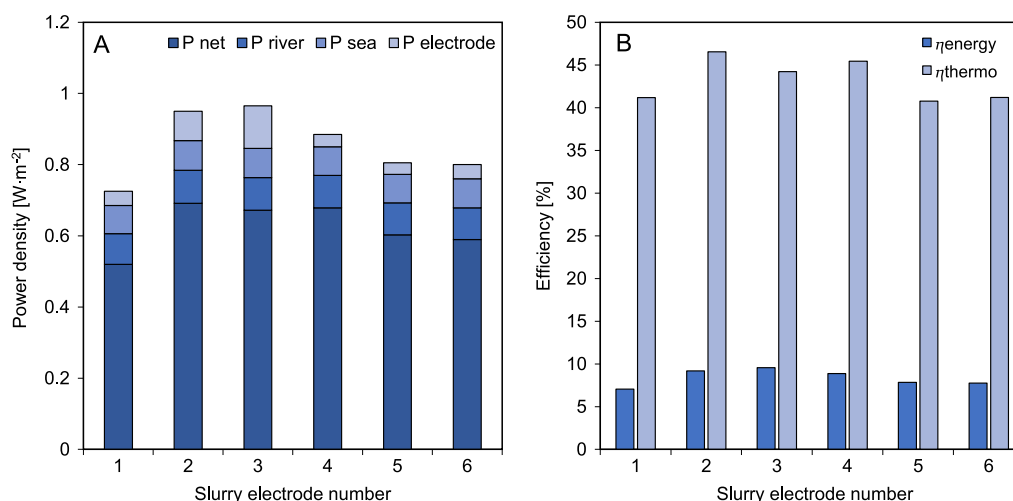 A
P net P river P sea P electrode
Power density [W·m⁻²]
1.2
1
0.8
0.6
0.4
0.2
0
1 2 3 4 5 6
Slurry electrode number
B
ηenergy
ηthermo
Efficiency [%]
50
45
40
35
30
25
20
15
10
5
0
1 2 3 4 5 6
Slurry electrode number